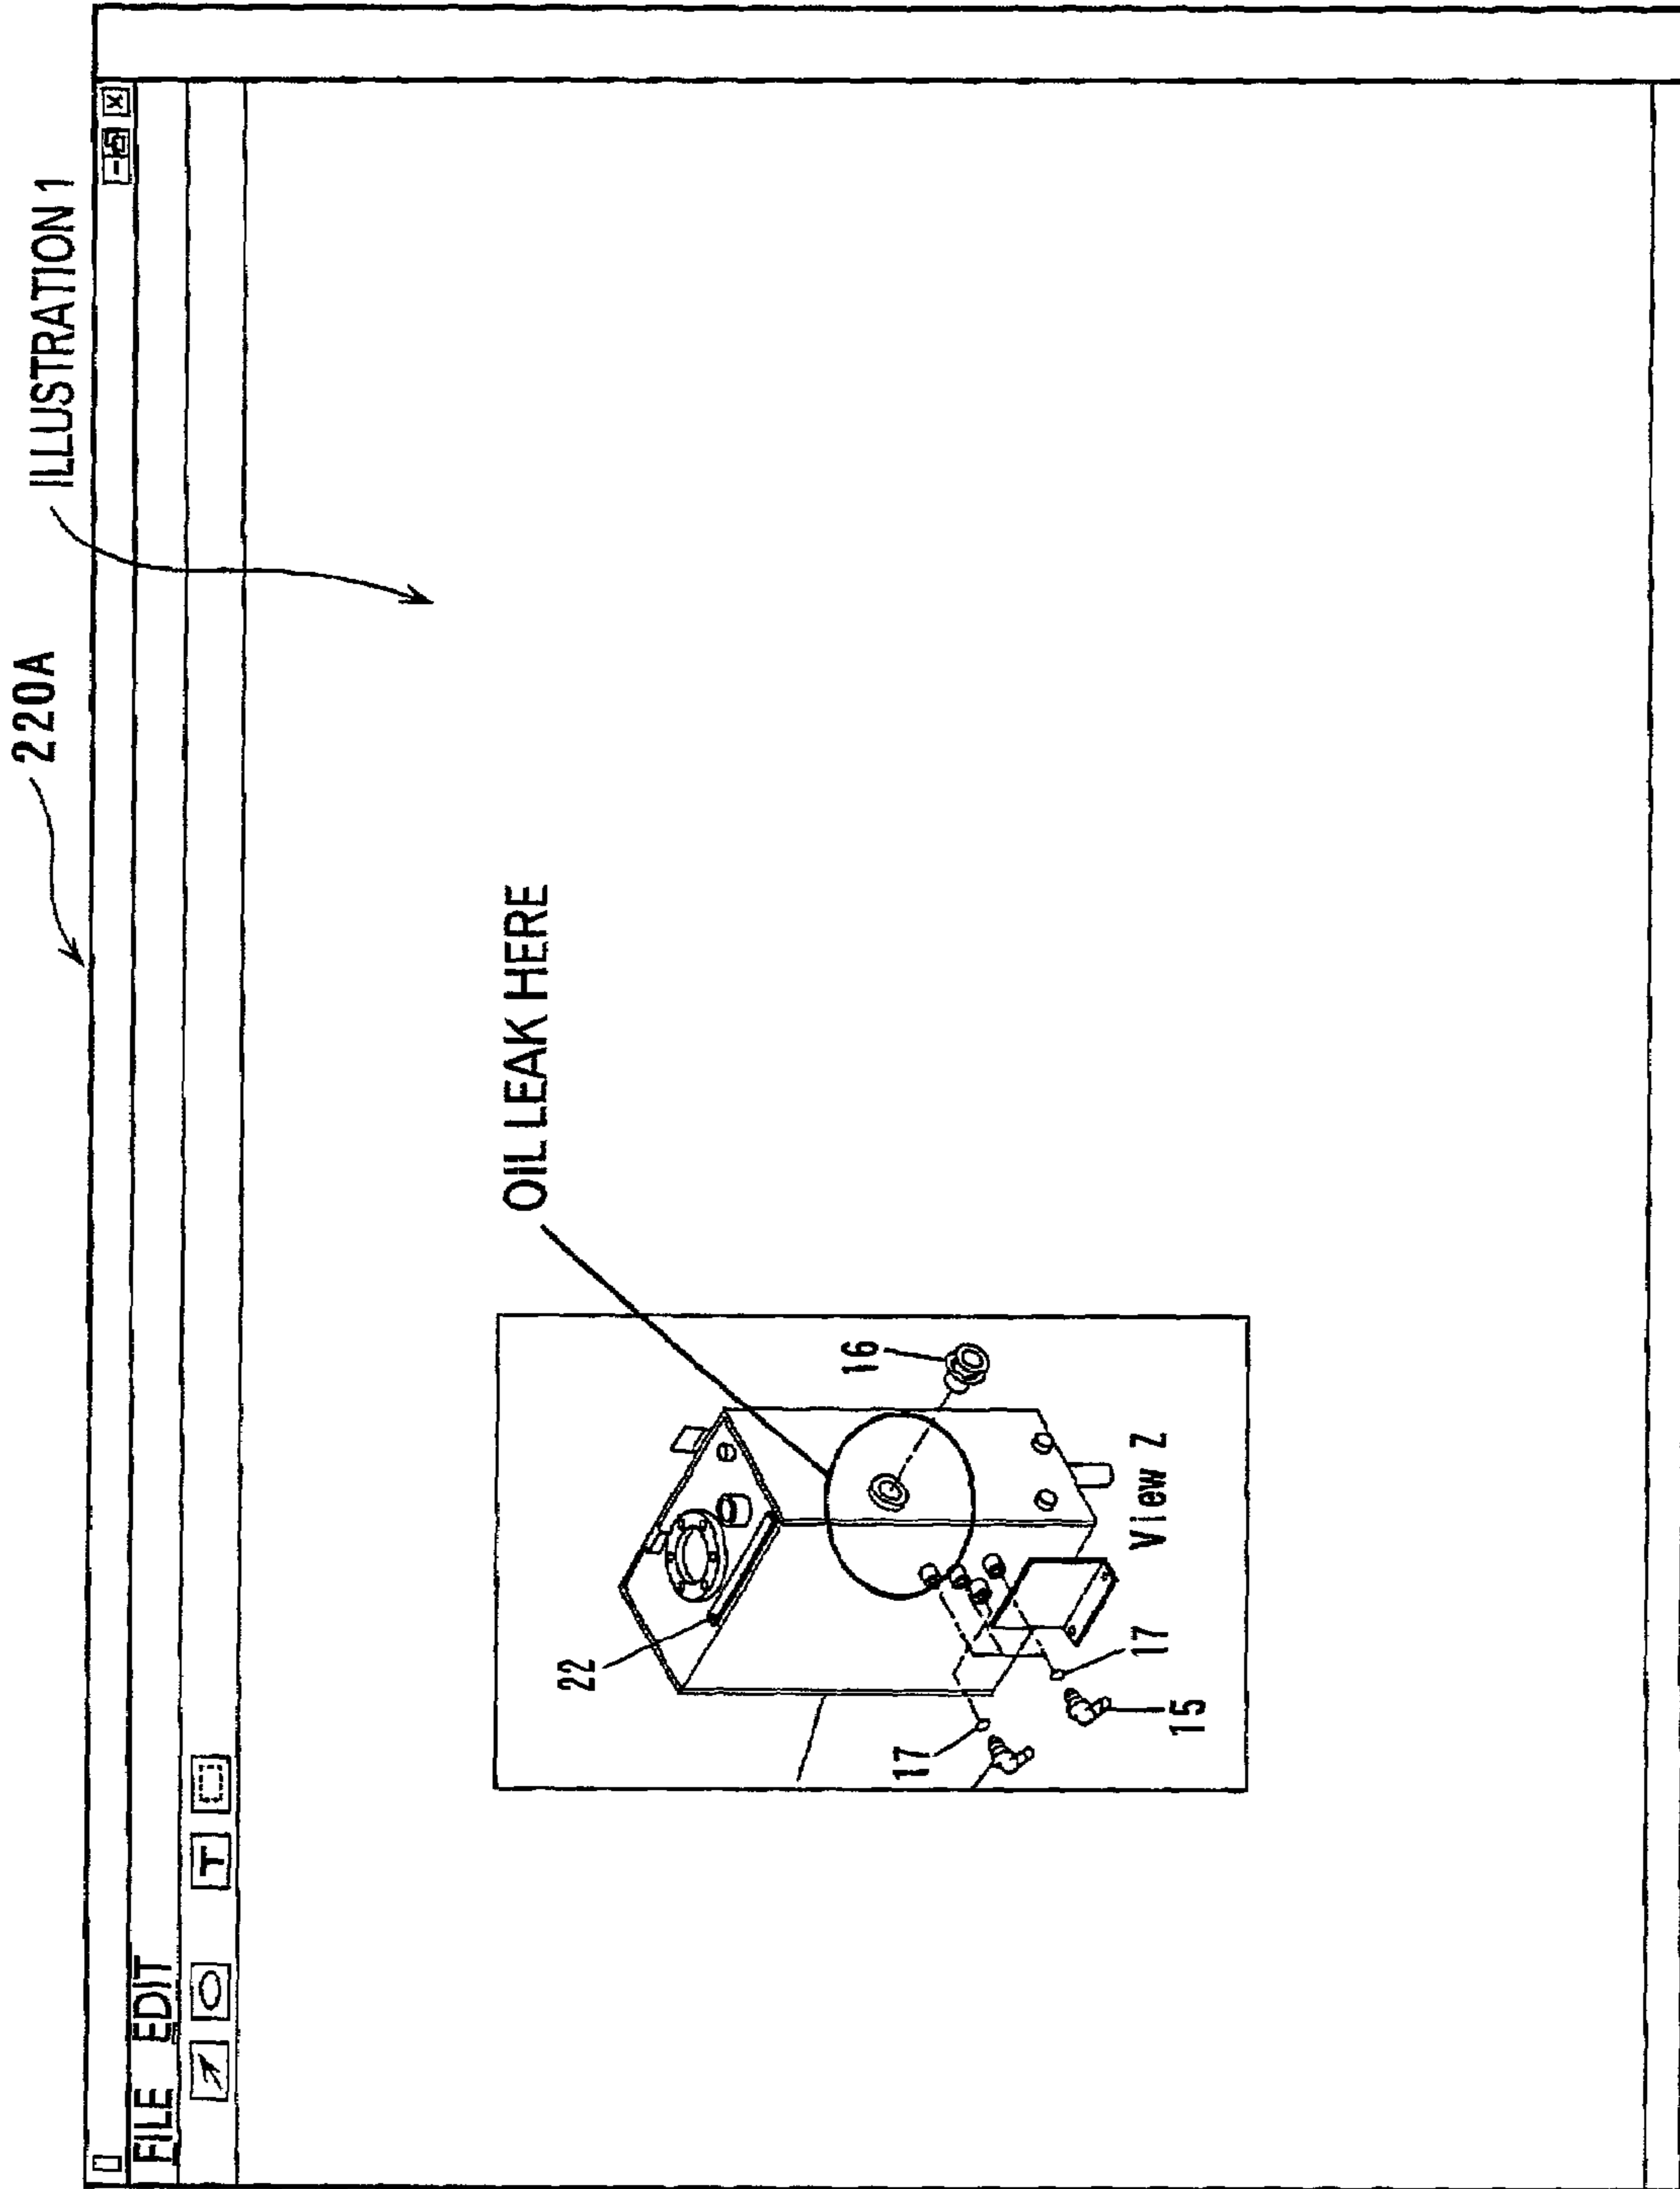 220A
ILLUSTRATION 1
FILE EDIT
T
OIL LEAK HERE
22
16
17
17
15
View Z